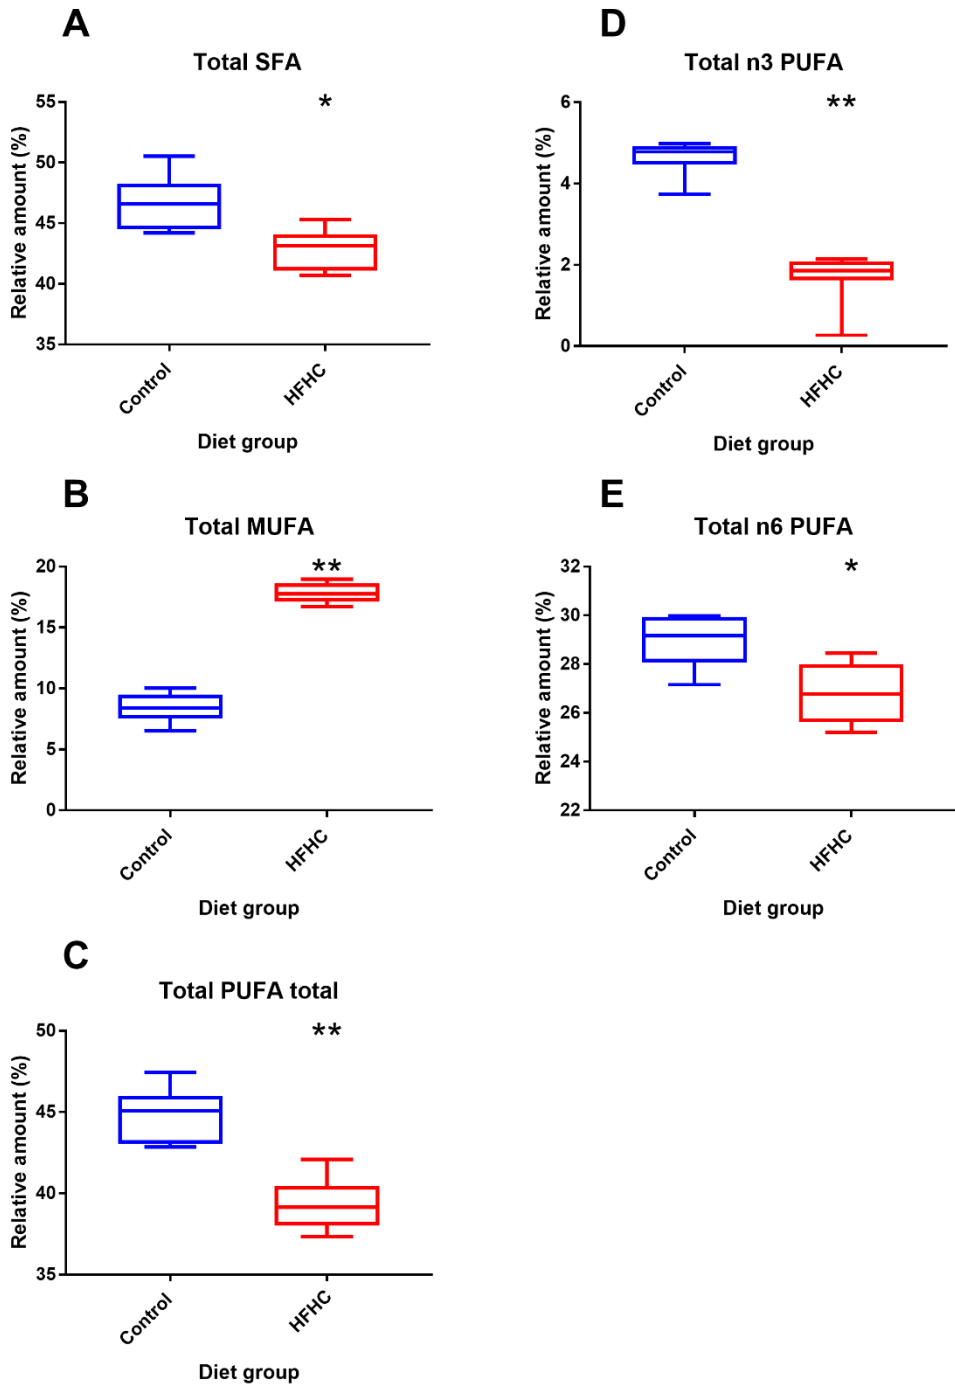 A
Total SFA
*
Relative amount (%)
55
50
45
40
35
Control
HFHC
Diet group
B
Total MUFA
**
Relative amount (%)
20
15
10
5
0
Control
HFHC
Diet group
C
Total PUFA total
**
Relative amount (%)
50
45
40
35
Control
HFHC
Diet group
D
Total n3 PUFA
**
Relative amount (%)
6
4
2
0
Control
HFHC
Diet group
E
Total n6 PUFA
*
Relative amount (%)
32
30
28
26
24
22
Control
HFHC
Diet group